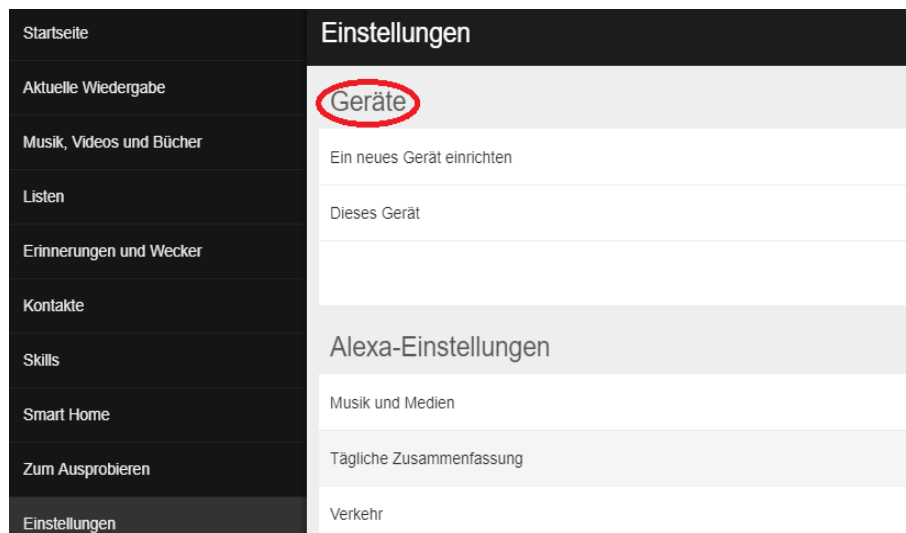 Startseite
Aktuelle Wiedergabe
Musik, Videos und Bücher
Listen
Erinnerungen und Wecker
Kontakte
Skills
Smart Home
Zum Ausprobieren
Einstellungen
Einstellungen
Geräte
Ein neues Gerät einrichten
Dieses Gerät
Alexa-Einstellungen
Musik und Medien
Tägliche Zusammenfassung
Verkehr